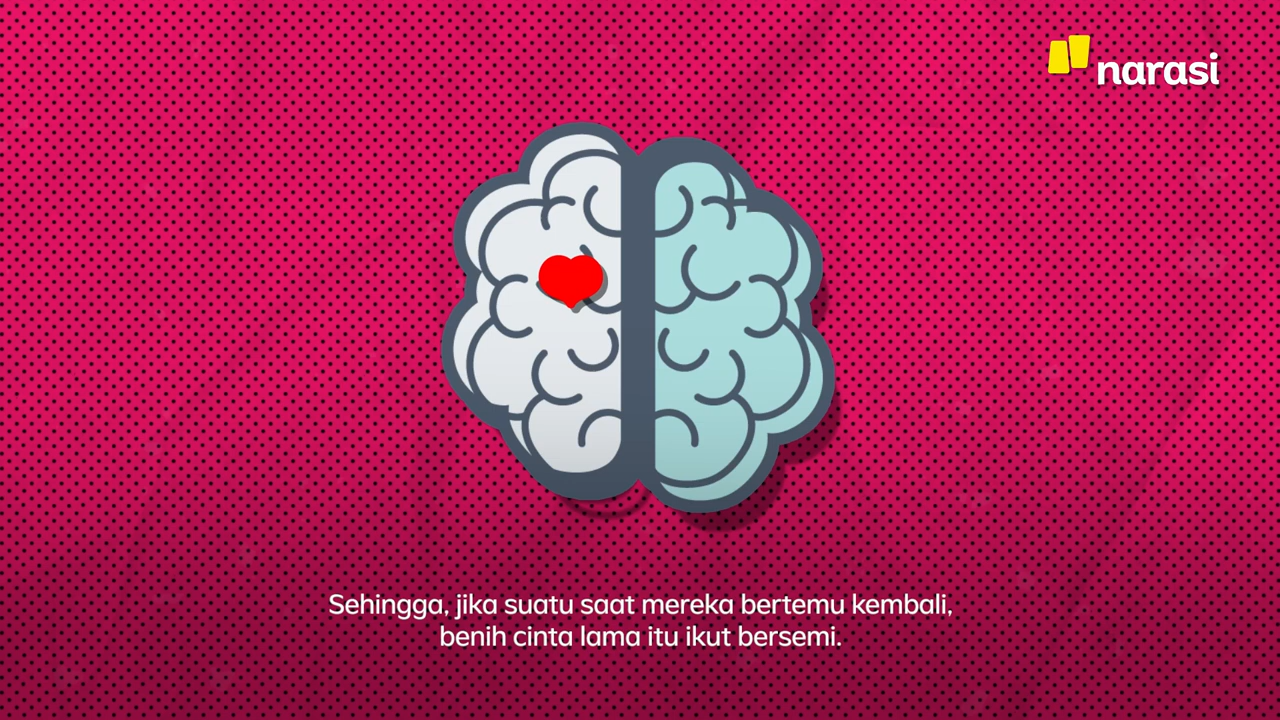 narasi
Sehingga, jika suatu saat mereka bertemu kembali,
benih cinta lama itu ikut bersemi.